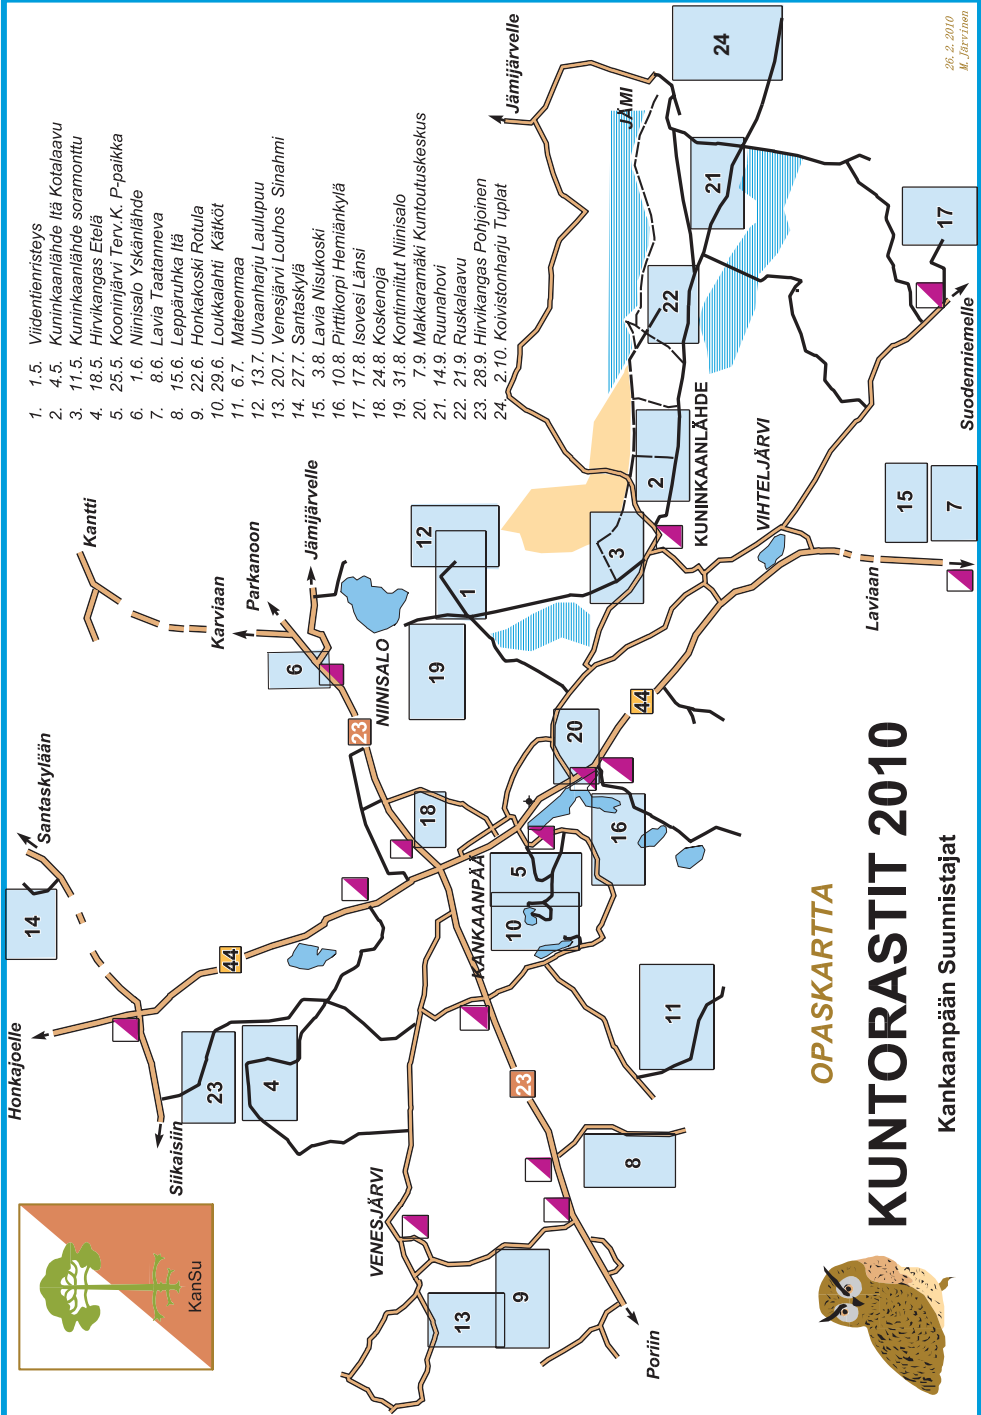 1. 1.5. Viidentienristeys
2. 4.5. Kuninkaanlähde Itä Kotalaavu
3. 11.5. Kuninkaanlähde soramonttu
4. 18.5. Hirvikangas Etelä
5. 25.5. Kooninjärvi Terv.K. P-paikka
6. 1.6. Niinisalo Yskänlähde
7. 8.6. Lavia Taatanneva
8. 15.6. Leppäruhka Itä
9. 22.6. Honkakoski Rotula
10. 29.6. Loukkalahti Kätköt
11. 6.7. Mateenmaa
12. 13.7. Ulvaanharju Laulupuu
13. 20.7. Venesjärvi Louhos Sinahmi
14. 27.7. Santaskylä
15. 3.8. Lavia Nisukoski
16. 10.8. Pirttikorpi Hemiänkylä
17. 17.8. Isovesi Länsi
18. 24.8. Koskenoja
19. 31.8. Kontinniitut Niinisalo
20. 7.9. Makkaramäki Kuntoutuskeskus
21. 14.9. Ruunahovi
22. 21.9. Ruskalaavu
23. 28.9. Hirvikangas Pohjoinen
24. 2.10. Koivistonharju Tuplat
KanSu
Honkajoelle
Santaskylään
Siikaisiin
Kantti
Karviaan
Parkanoon
Jämijärvelle
Jämijärvelle
JÄMI
NIINISALO
KANKAANPÄÄ
VENESJÄRVI
KUNINKAANLÄHDE
VIHTELJÄRVI
Poriin
Laviaan
Suodenniemelle
14
44
23
4
6
23
18
19
12
1
5
10
20
16
44
3
2
22
21
24
17
15
7
11
23
8
9
13
OPASKARTTA
KUNTORASTIT 2010
Kankaanpään Suunnistajat
26.2.2010
M. Järvinen